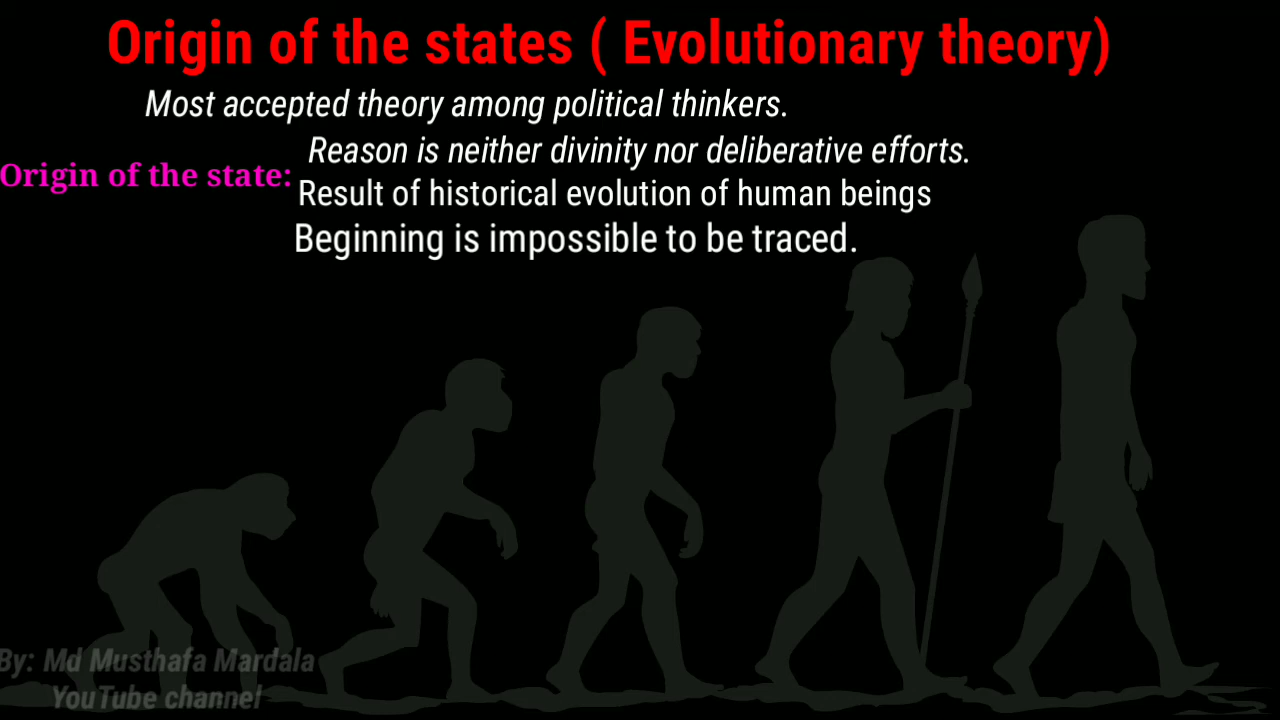 Origin of the states ( Evolutionary theory)
Most accepted theory among political thinkers.
Reason is neither divinity nor deliberative efforts.
Origin of the state:
Result of historical evolution of human beings
Beginning is impossible to be traced.
By: Md Musthafa Mardala
YouTube channel